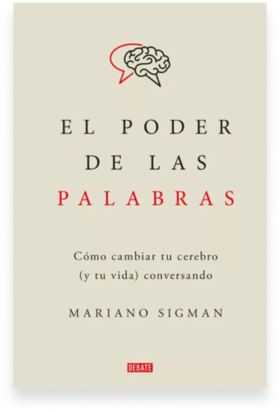 EL PODER
DE LAS
PALABRAS
Cómo cambiar tu cerebro
(y tu vida) conversando
MARIANO SIGMAN
DEBATE